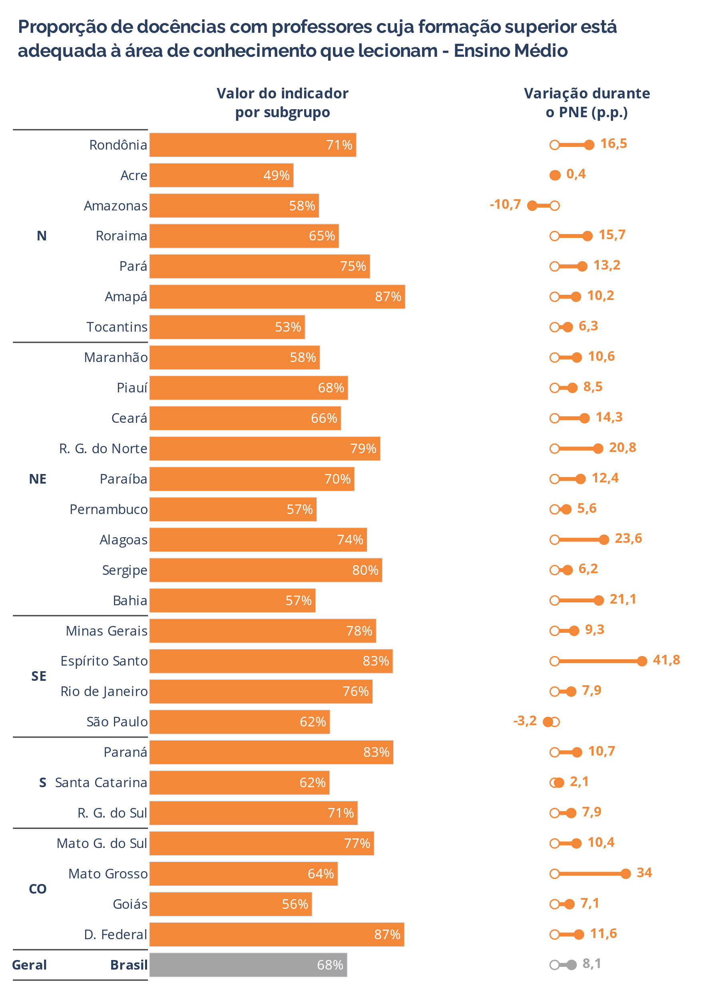 Proporção de docências com professores cuja formação superior está
adequada à área de conhecimento que lecionam - Ensino Médio
Valor do indicador
por subgrupo
Variação durante
o PNE (p.p.)
Rondônia 71% 16,5
Acre 49% 0,4
Amazonas 58% -10,7
N Roraima 65% 15,7
Pará 75% 13,2
Amapá 87% 10,2
Tocantins 53% 6,3
Maranhão 58% 10,6
Piauí 68% 8,5
Ceará 66% 14,3
R. G. do Norte 79% 20,8
NE Paraíba 70% 12,4
Pernambuco 57% 5,6
Alagoas 74% 23,6
Sergipe 80% 6,2
Bahia 57% 21,1
Minas Gerais 78% 9,3
Espírito Santo 83% 41,8
SE
Rio de Janeiro 76% 7,9
São Paulo 62% -3,2
Paraná 83% 10,7
S Santa Catarina 62% 2,1
R. G. do Sul 71% 7,9
Mato G. do Sul 77% 10,4
Mato Grosso 64% 34
CO
Goiás 56% 7,1
D. Federal 87% 11,6
Geral Brasil 68% 8,1